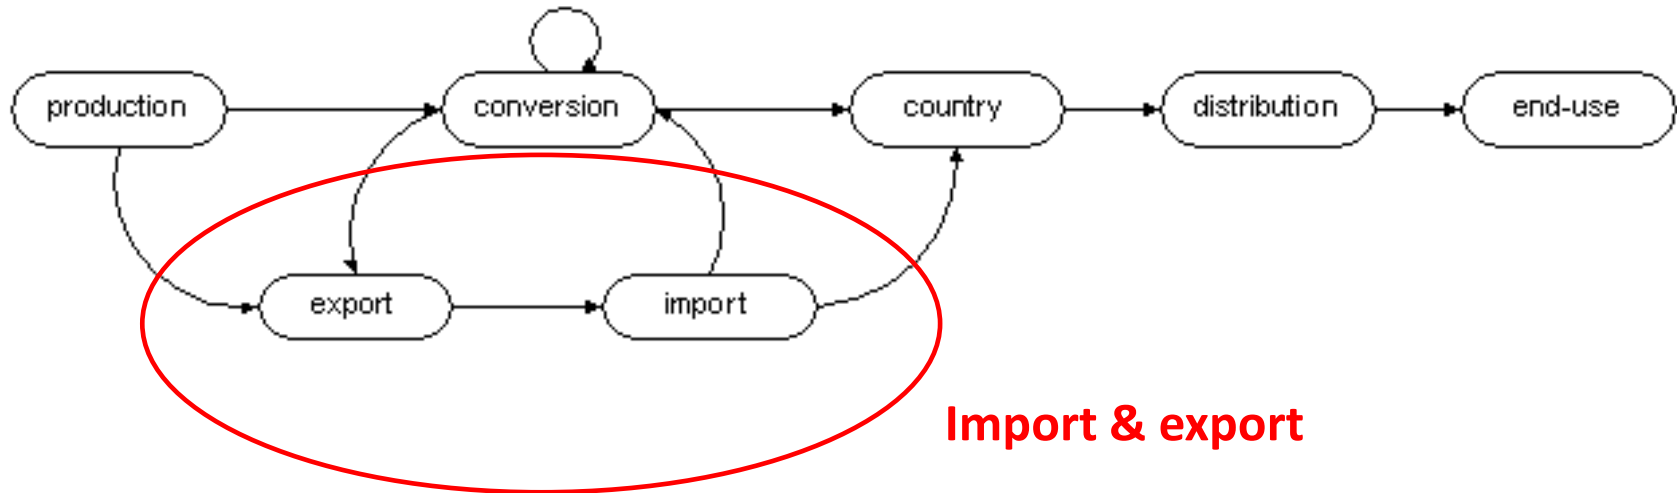 production
conversion
country
distribution
end-use
export
import
Import & export